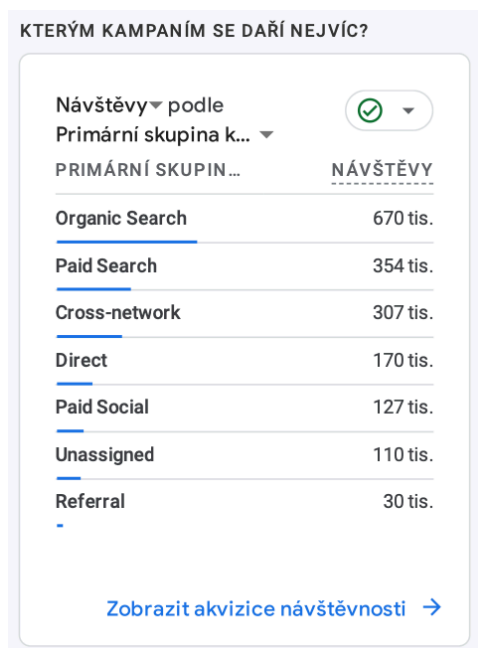 KTERÝM KAMPANÍM SE DAŘÍ NEJVÍC?
Návštěvy podle
Primární skupina k...
PRIMÁRNÍ SKUPIN... NÁVŠTĚVY
Organic Search 670 tis.
Paid Search 354 tis.
Cross-network 307 tis.
Direct 170 tis.
Paid Social 127 tis.
Unassigned 110 tis.
Referral 30 tis.
Zobrazit akvizice návštěvnosti →